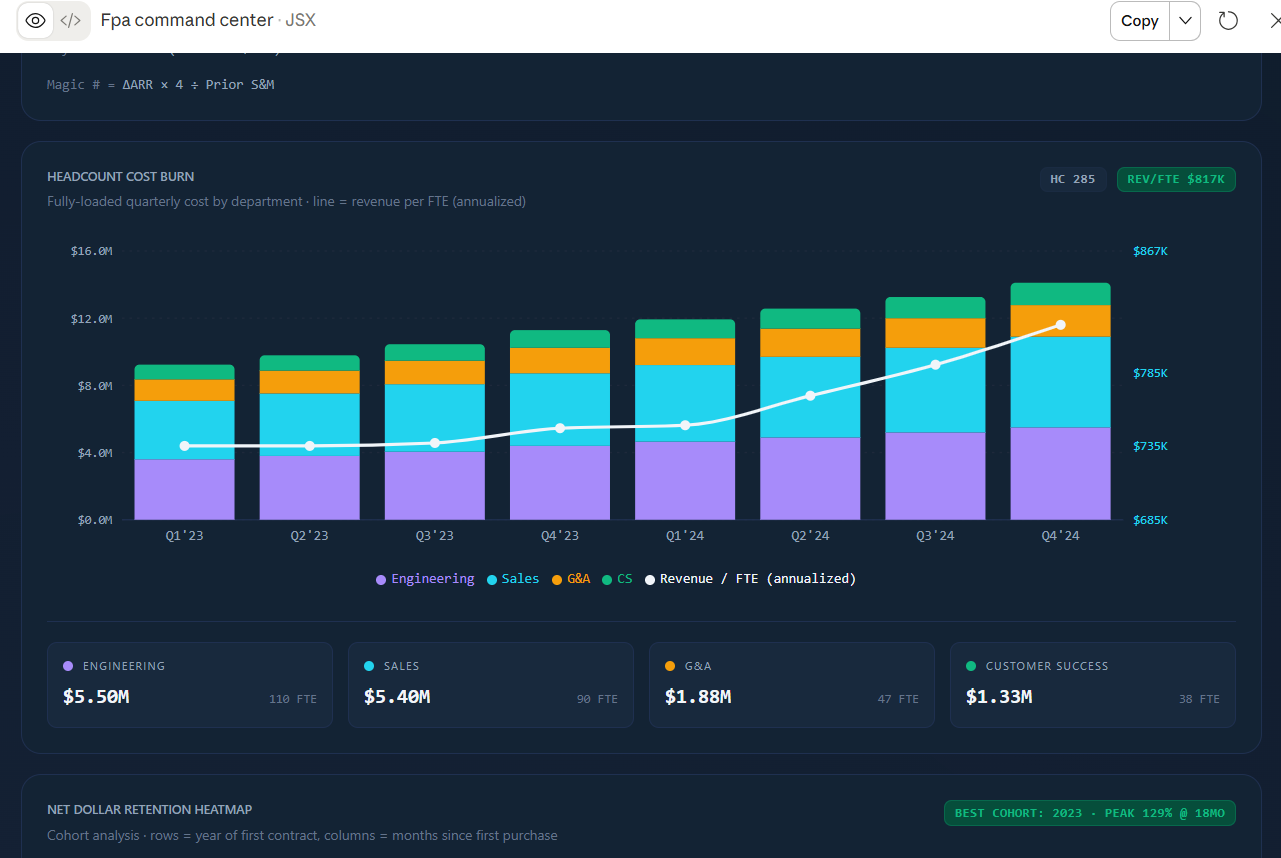 Fpa command center · JSX
Copy
Magic # = ΔARR × 4 ÷ Prior S&M
HEADCOUNT COST BURN
HC 285
REV/FTE $817K
Fully-loaded quarterly cost by department · line = revenue per FTE (annualized)
$16.0M
$12.0M
$8.0M
$4.0M
$0.0M
$867K
$785K
$735K
$685K
Q1'23
Q2'23
Q3'23
Q4'23
Q1'24
Q2'24
Q3'24
Q4'24
Engineering Sales G&A CS Revenue / FTE (annualized)
ENGINEERING
$5.50M
110 FTE
SALES
$5.40M
90 FTE
G&A
$1.88M
47 FTE
CUSTOMER SUCCESS
$1.33M
38 FTE
NET DOLLAR RETENTION HEATMAP
BEST COHORT: 2023 · PEAK 129% @ 18MO
Cohort analysis · rows = year of first contract, columns = months since first purchase